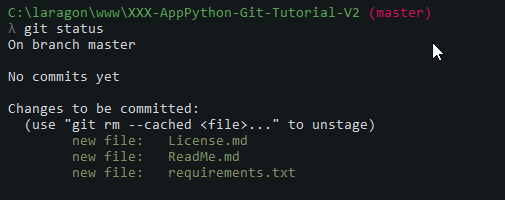 C:\laragon\www\XXX-AppPython-Git-Tutorial-V2 (master)
λ git status
On branch master
No commits yet
Changes to be committed:
(use "git rm --cached <file>..." to unstage)
new file: License.md
new file: ReadMe.md
new file: requirements.txt